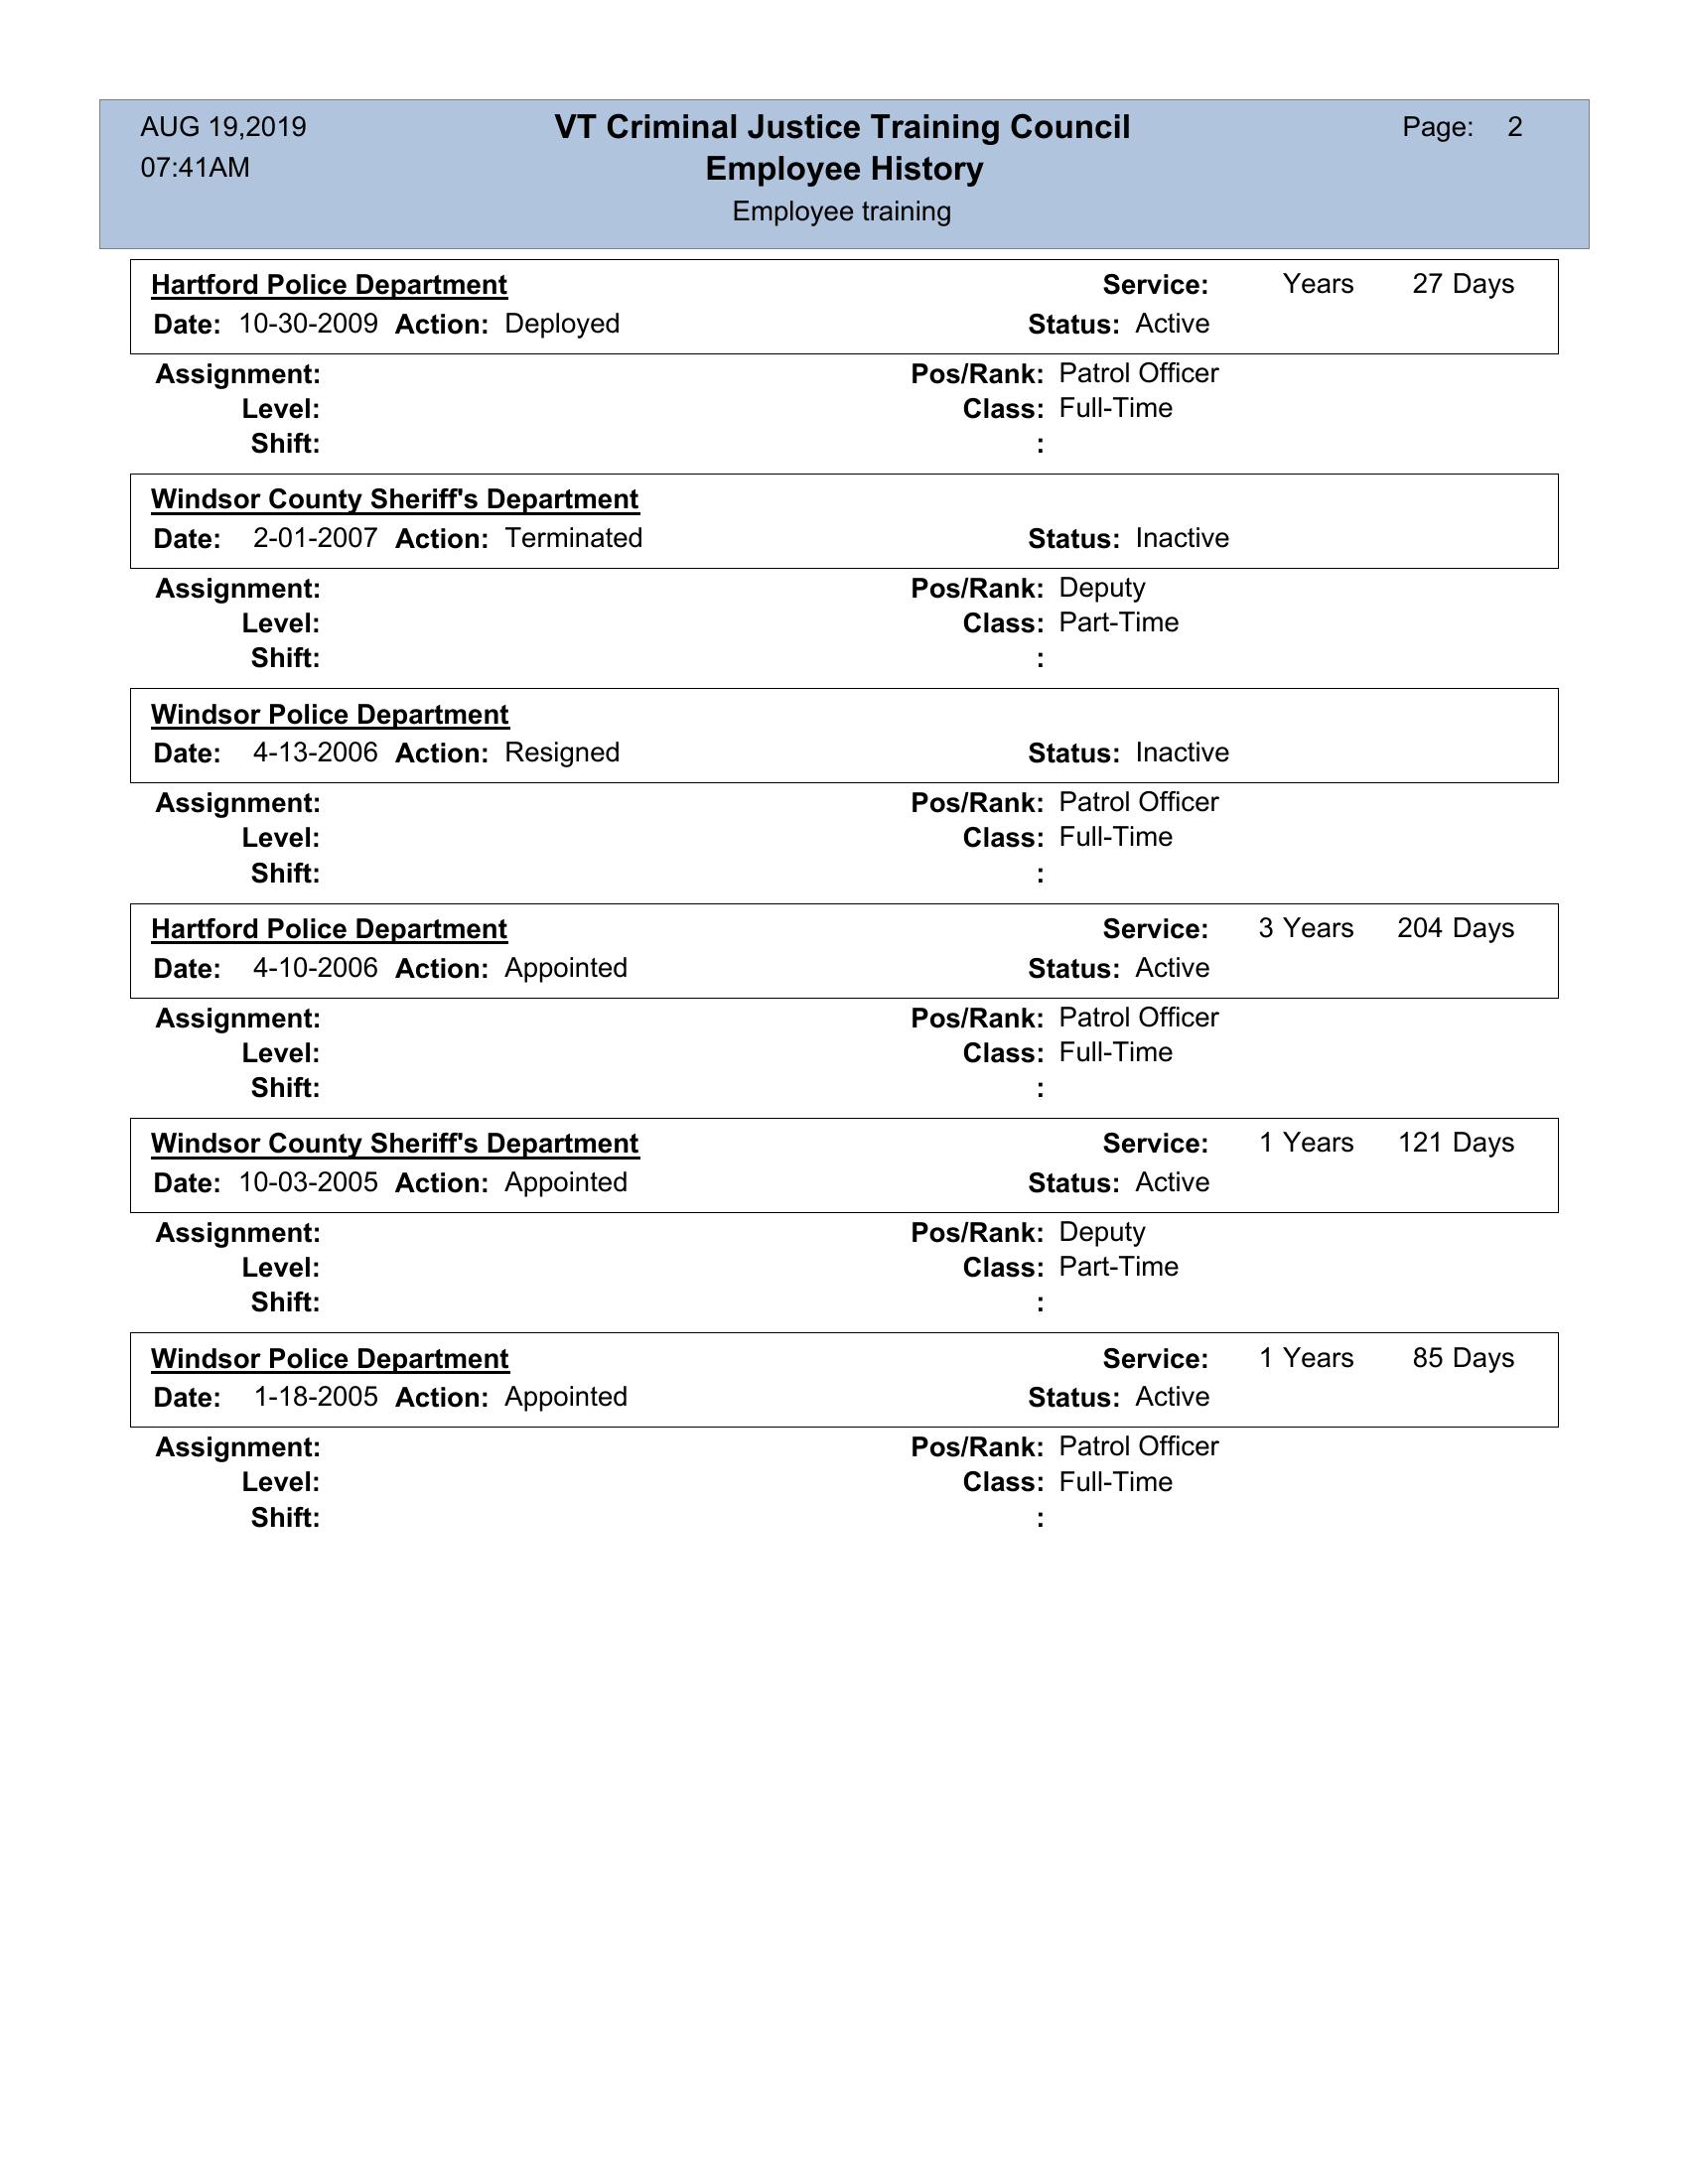 AUG 19,2019 VT Criminal Justice Training Council Page: 2
07:41AM Employee History
Employee training
Hartford Police Department Service: Years 27 Days
Date: 10-30-2009 Action: Deployed Status: Active
Assignment: Pos/Rank: Patrol Officer
Level: Class: Full-Time
Shift: :
Windsor County Sheriff's Department
Date: 2-01-2007 Action: Terminated Status: Inactive
Assignment: Pos/Rank: Deputy
Level: Class: Part-Time
Shift: :
Windsor Police Department
Date: 4-13-2006 Action: Resigned Status: Inactive
Assignment: Pos/Rank: Patrol Officer
Level: Class: Full-Time
Shift: :
Hartford Police Department Service: 3 Years 204 Days
Date: 4-10-2006 Action: Appointed Status: Active
Assignment: Pos/Rank: Patrol Officer
Level: Class: Full-Time
Shift: :
Windsor County Sheriff's Department Service: 1 Years 121 Days
Date: 10-03-2005 Action: Appointed Status: Active
Assignment: Pos/Rank: Deputy
Level: Class: Part-Time
Shift: :
Windsor Police Department Service: 1 Years 85 Days
Date: 1-18-2005 Action: Appointed Status: Active
Assignment: Pos/Rank: Patrol Officer
Level: Class: Full-Time
Shift: :